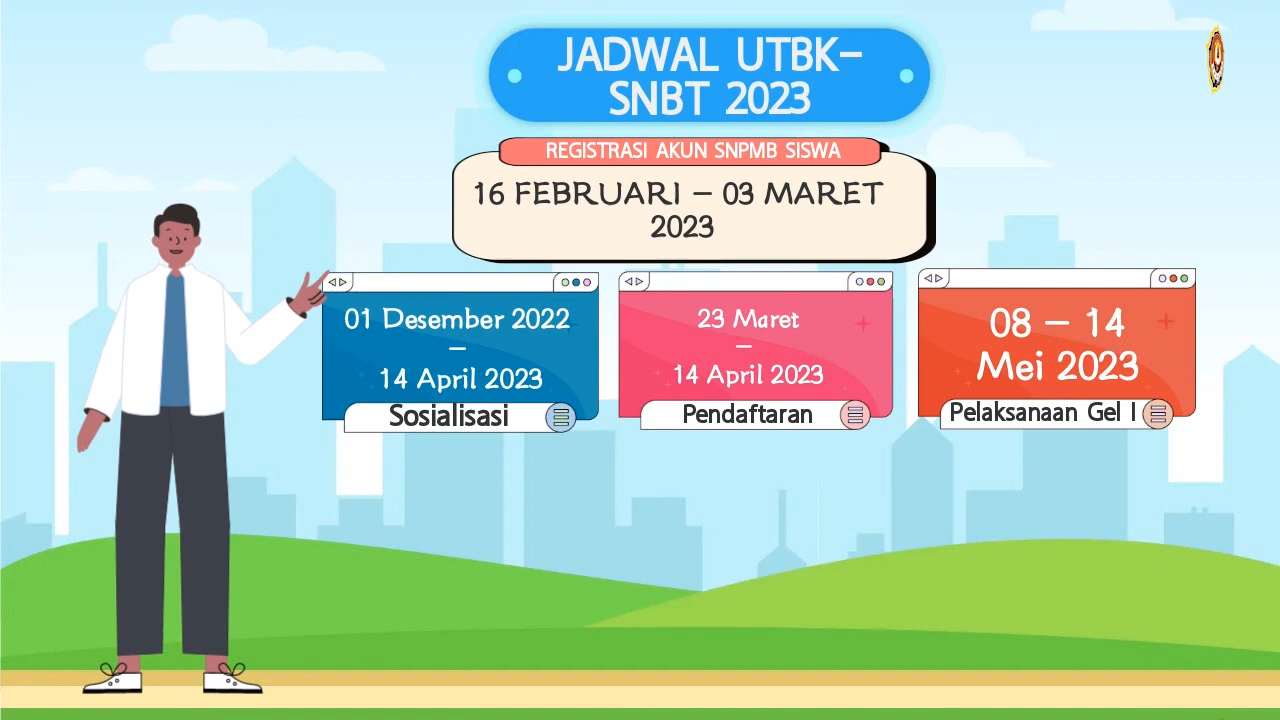 JADWAL UTBK–
SNBT 2023
REGISTRASI AKUN SNPMB SISWA
16 FEBRUARI – 03 MARET
2023
01 Desember 2022
–
14 April 2023
Sosialisasi
23 Maret
–
14 April 2023
Pendaftaran
08 – 14
Mei 2023
Pelaksanaan Gel I